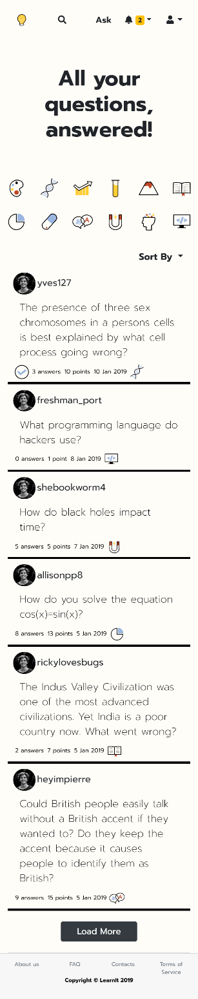 Ask 2
All your
questions,
answered!
Sort By
yves127
The presence of three sex
chromosomes in a persons cells
is best explained by what cell
process going wrong?
3 answers 10 points 10 Jan 2019
freshman_port
What programming language do
hackers use?
0 answers 1 point 8 Jan 2019
shebookworm4
How do black holes impact
time?
5 answers 5 points 7 Jan 2019
allisonpp8
How do you solve the equation
cos(x)=sin(x)?
8 answers 13 points 5 Jan 2019
rickylovesbugs
The Indus Valley Civilization was
one of the most advanced
civilizations. Yet India is a poor
country now. What went wrong?
2 answers 7 points 5 Jan 2019
heyimpierre
Could British people easily talk
without a British accent if they
wanted to? Do they keep the
accent because it causes
people to identify them as
British?
9 answers 15 points 5 Jan 2019
Load More
About us FAQ Contacts Terms of
Service
Copyright © LearnIt 2019